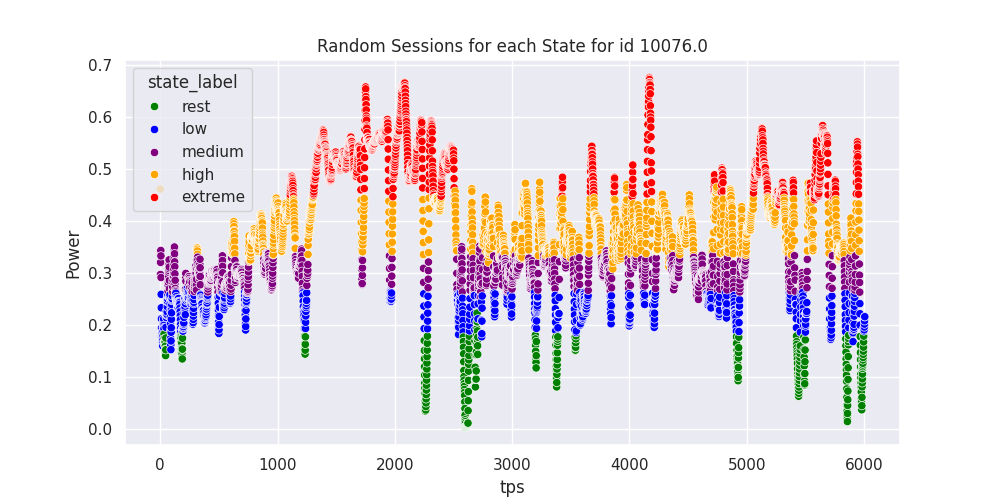 Random Sessions for each State for id 10076.0
state_label
rest
low
medium
high
extreme
Power
0.7
0.6
0.5
0.4
0.3
0.2
0.1
0.0
0 1000 2000 3000 4000 5000 6000
tps